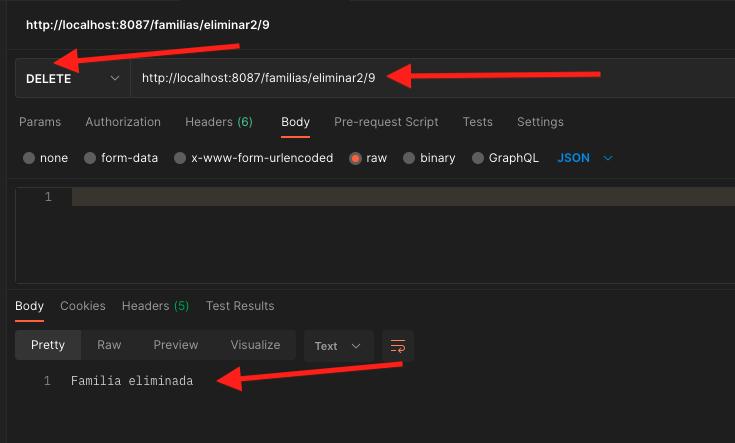 http://localhost:8087/familias/eliminar2/9
DELETE http://localhost:8087/familias/eliminar2/9
Params Authorization Headers (6) Body Pre-request Script Tests Settings
none form-data x-www-form-urlencoded raw binary GraphQL JSON
1
Body Cookies Headers (5) Test Results
Pretty Raw Preview Visualize Text
1 Familia eliminada